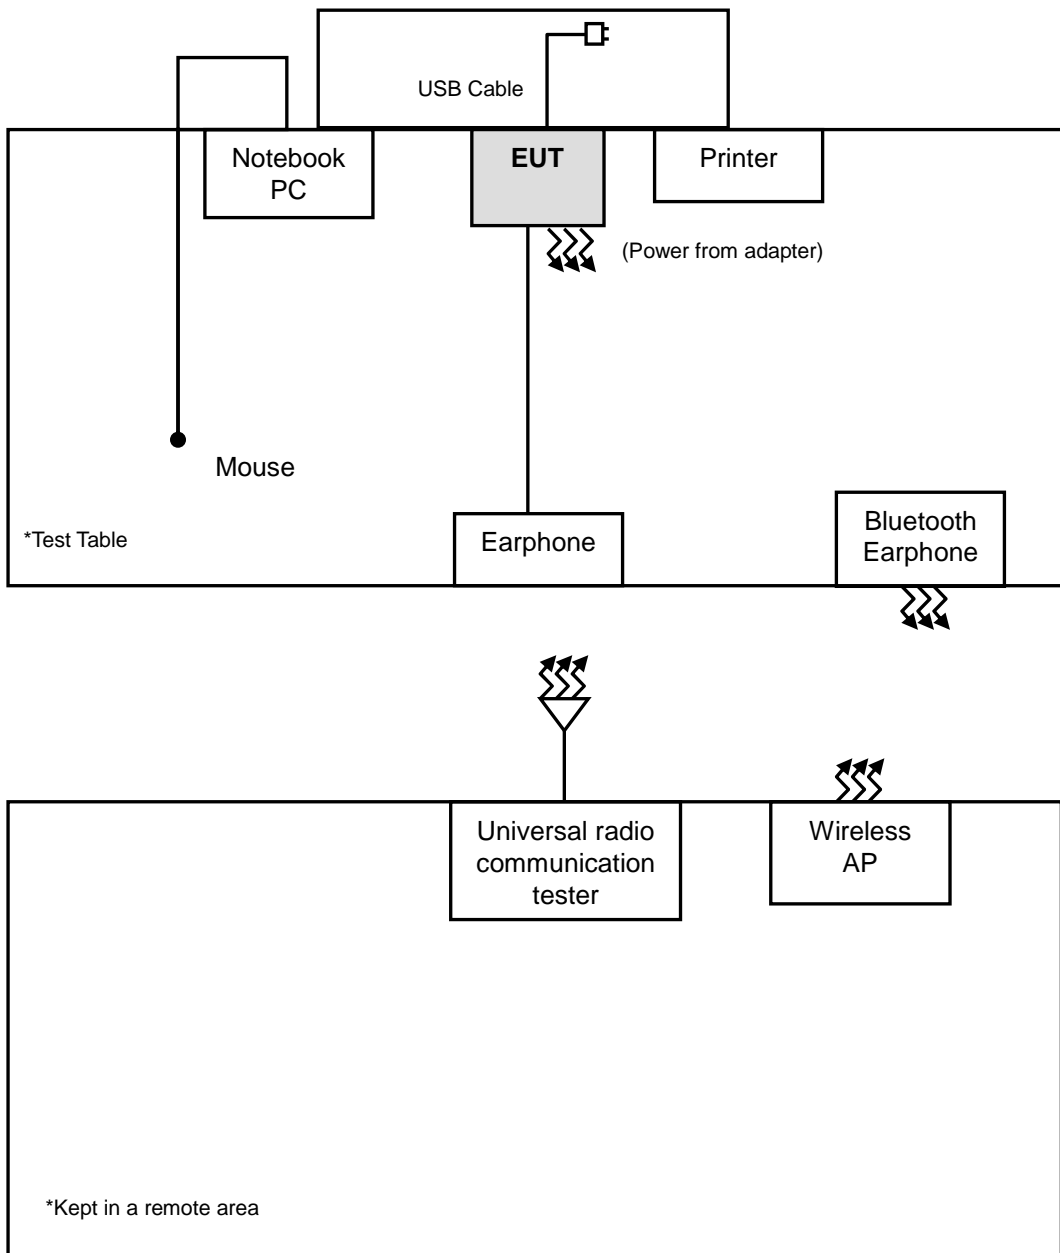 USB Cable
Notebook
PC
EUT
Printer
(Power from adapter)
Mouse
*Test Table
Earphone
Bluetooth
Earphone
Universal radio
communication
tester
Wireless
AP
*Kept in a remote area